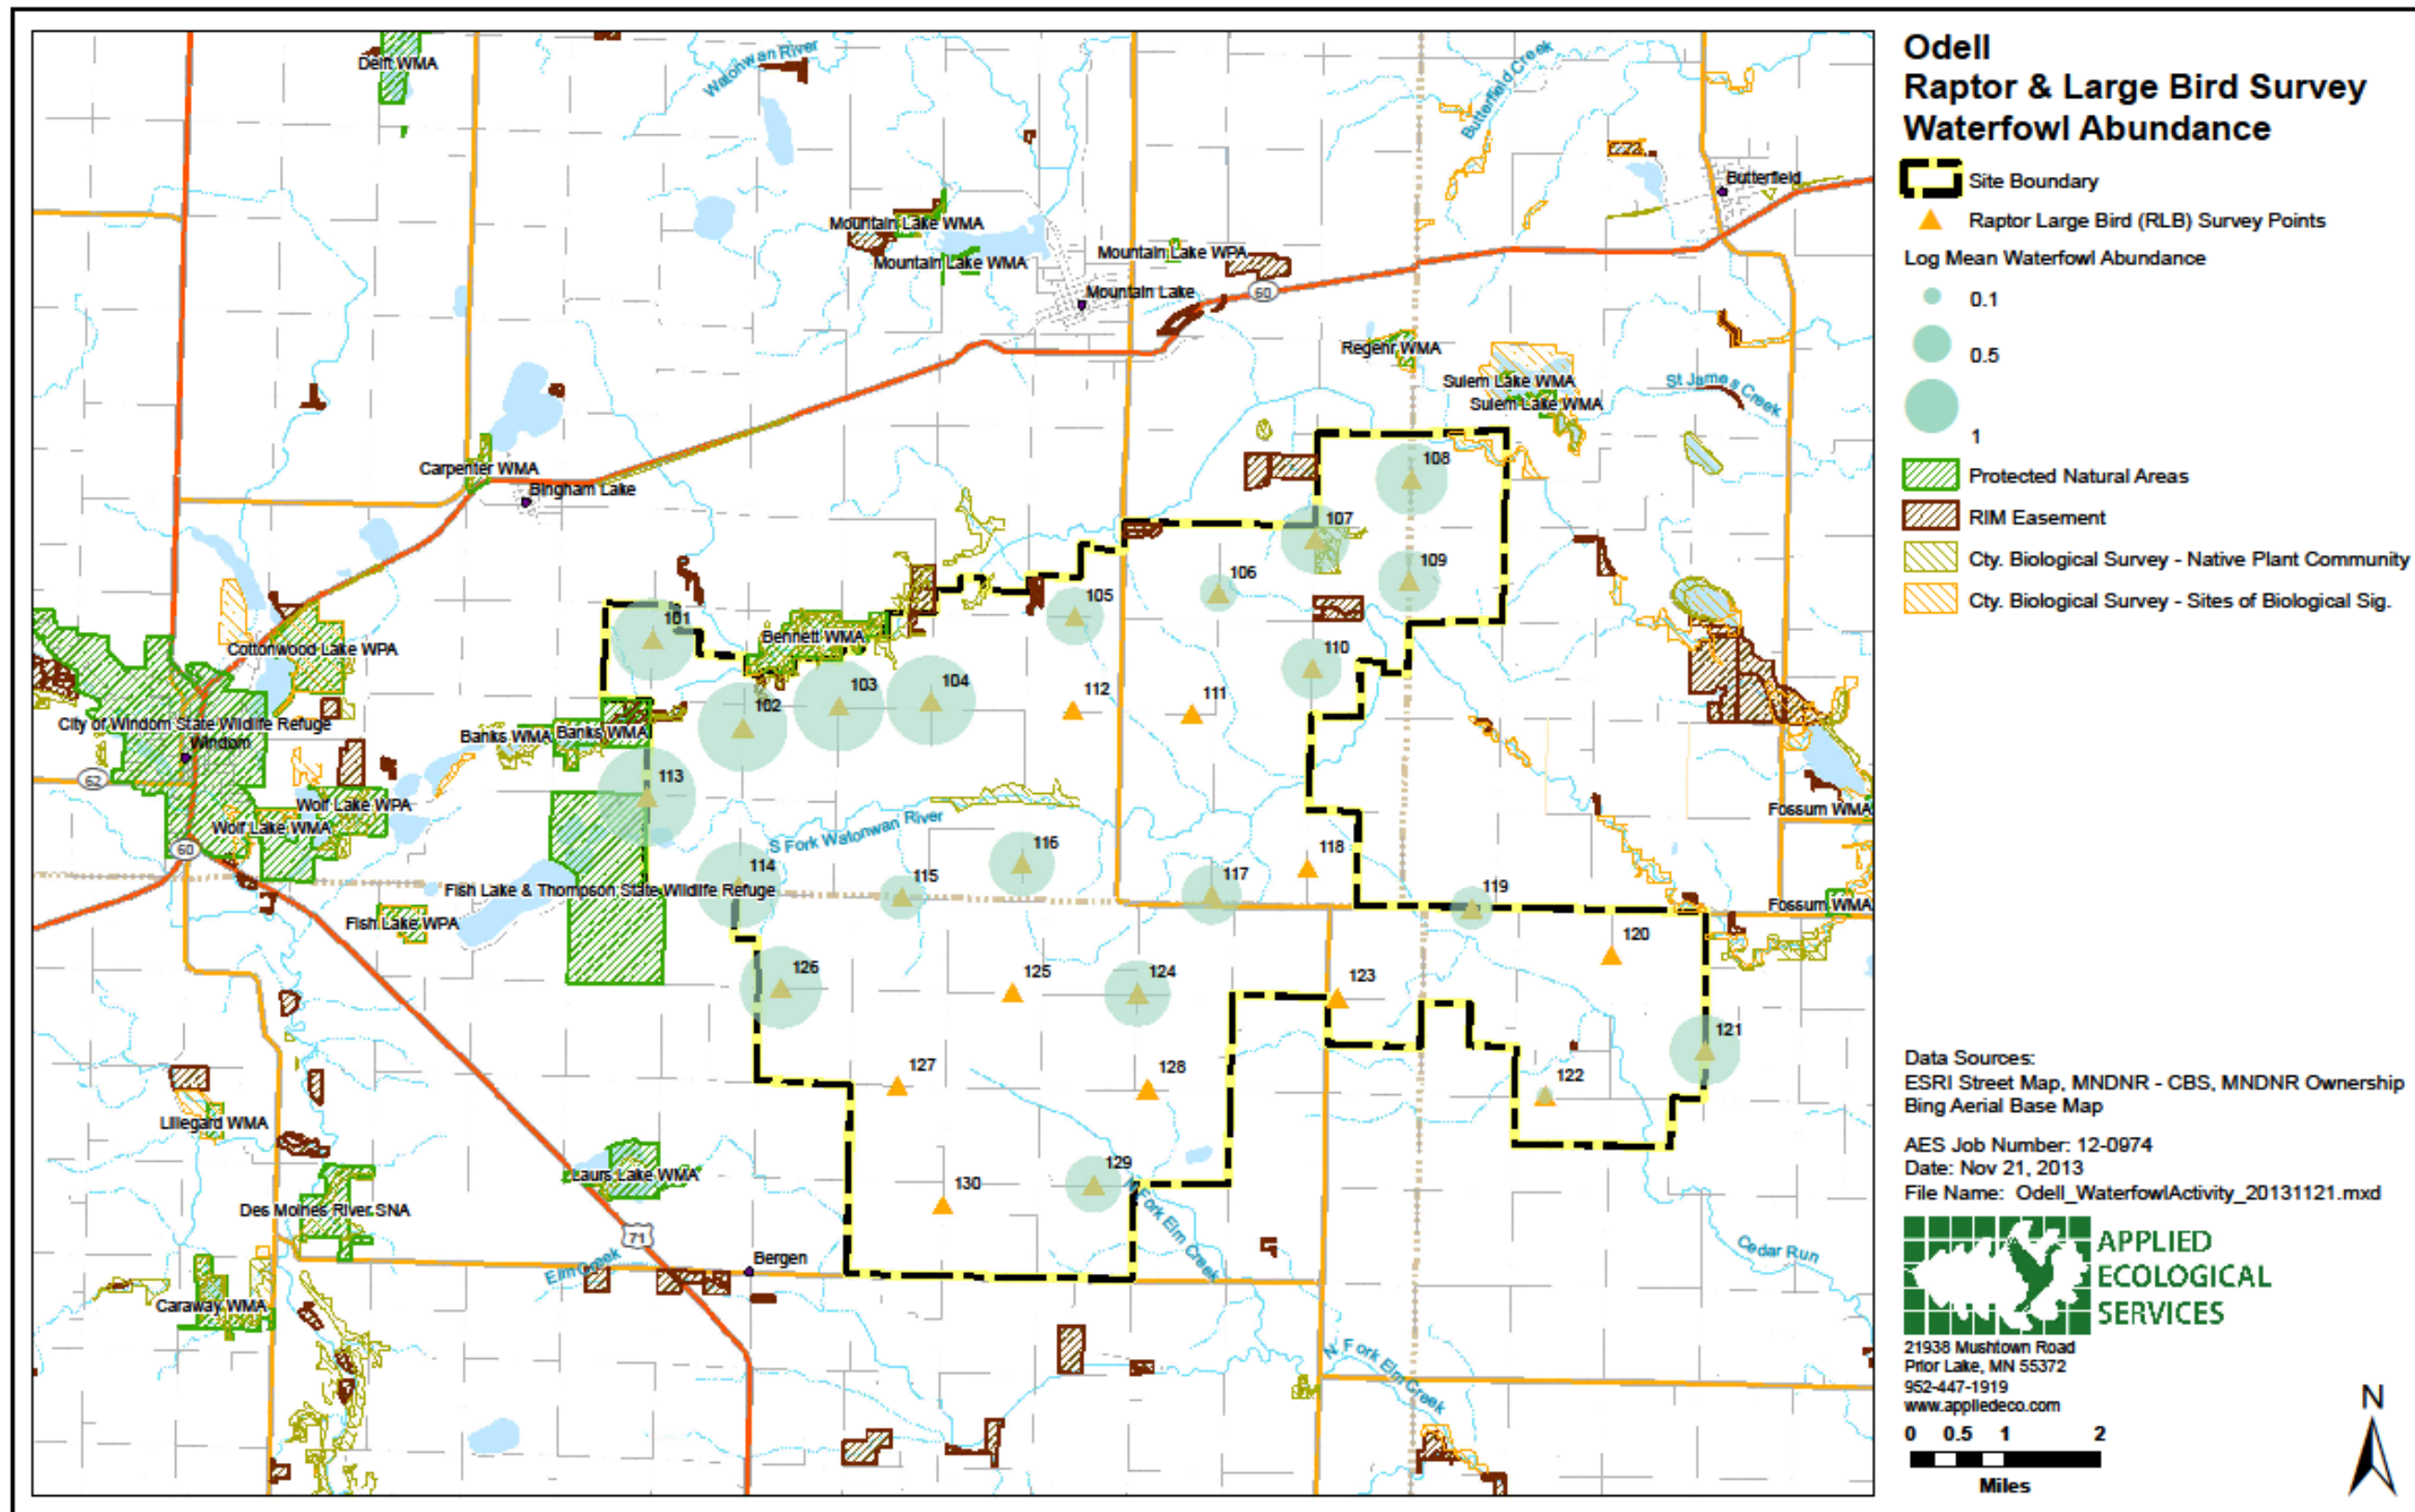 Odell
Raptor & Large Bird Survey
Waterfowl Abundance
Site Boundary
Raptor Large Bird (RLB) Survey Points
Log Mean Waterfowl Abundance
0.1
0.5
1
Protected Natural Areas
RIM Easement
Cty. Biological Survey - Native Plant Community
Cty. Biological Survey - Sites of Biological Sig.
Delft WMA
Watonwan River
Butterfield Creek
Butterfield
Mountain Lake WMA
Mountain Lake WMA
Mountain Lake WPA
Mountain Lake
60
Regehr WMA
Sulem Lake WMA
Sulem Lake WMA
St James Creek
Carpenter WMA
Bingham Lake
108
107
109
106
105
101
Bennett WMA
Cottonwood Lake WPA
110
103
104
102
112
111
City of Windom State Wildlife Refuge
Windom
Banks WMA
Banks WMA
62
113
Wolf Lake WPA
Wolf Lake WMA
60
S Fork Watonwan River
Fossum WMA
114
116
118
115
117
119
Fish Lake & Thompson State Wildlife Refuge
Fossum WMA
Fish Lake WPA
120
126
125
124
123
121
127
128
122
Lillegard WMA
129
Laurs Lake WMA
130
Des Moines River SNA
N Fork Elm Creek
71
Bergen
Elm Creek
Cedar Run
Caraway WMA
N. Fork Elm Creek
Data Sources:
ESRI Street Map, MNDNR - CBS, MNDNR Ownership
Bing Aerial Base Map
AES Job Number: 12-0974
Date: Nov 21, 2013
File Name: Odell_WaterfowlActivity_20131121.mxd
APPLIED
ECOLOGICAL
SERVICES
21938 Mushtown Road
Prior Lake, MN 55372
952-447-1919
www.appliedeco.com
0 0.5 1 2
Miles
N